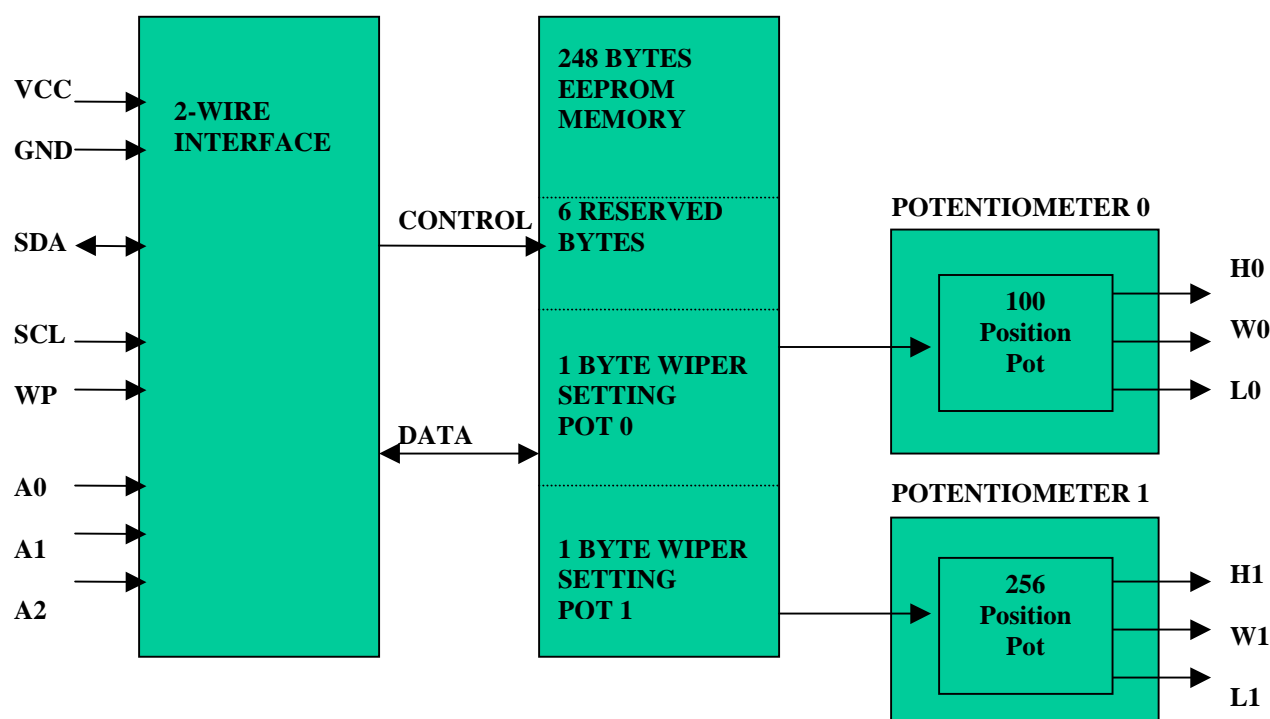 VCC
GND
SDA
SCL
WP
A0
A1
A2
2-WIRE
INTERFACE
CONTROL
DATA
248 BYTES
EEPROM
MEMORY
6 RESERVED
BYTES
1 BYTE WIPER
SETTING
POT 0
1 BYTE WIPER
SETTING
POT 1
POTENTIOMETER 0
100
Position
Pot
H0
W0
L0
POTENTIOMETER 1
256
Position
Pot
H1
W1
L1